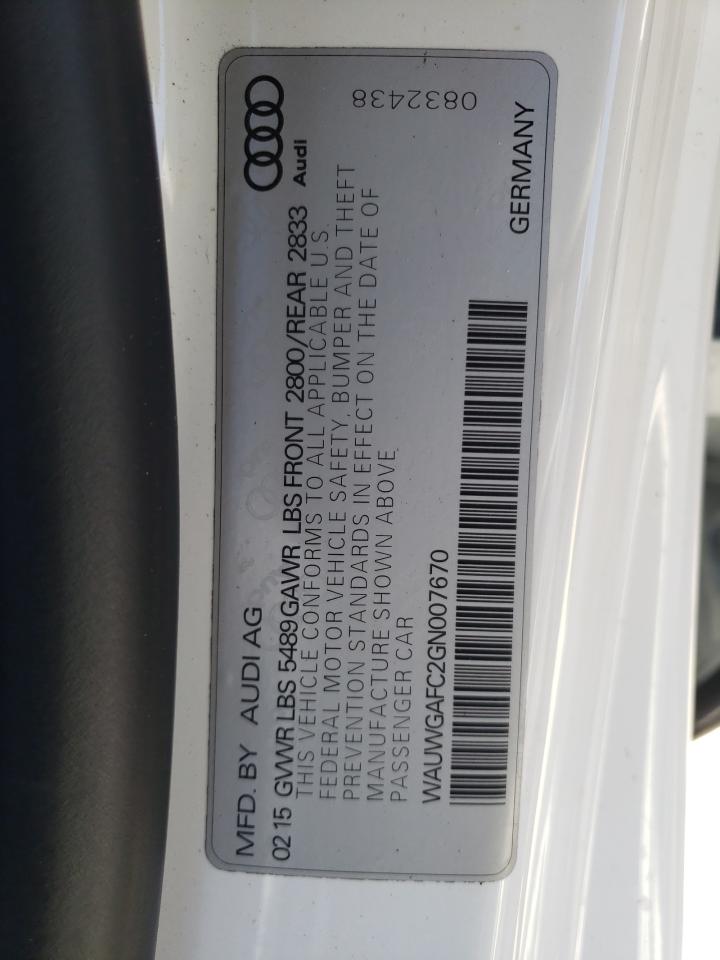 MFD. BY AUDI AG
Audi
02 15 GVWR LBS 5489 GAWR LBS FRONT 2800/REAR 2833
THIS VEHICLE CONFORMS TO ALL APPLICABLE U.S.
FEDERAL MOTOR VEHICLE SAFETY, BUMPER AND THEFT
PREVENTION STANDARDS IN EFFECT ON THE DATE OF
MANUFACTURE SHOWN ABOVE
PASSENGER CAR
0832438
WAUWGAFC2GN007670
GERMANY